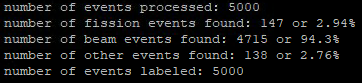 number of events processed: 5000
number of fission events found: 147 or 2.94%
number of beam events found: 4715 or 94.3%
number of other events found: 138 or 2.76%
number of events labeled: 5000